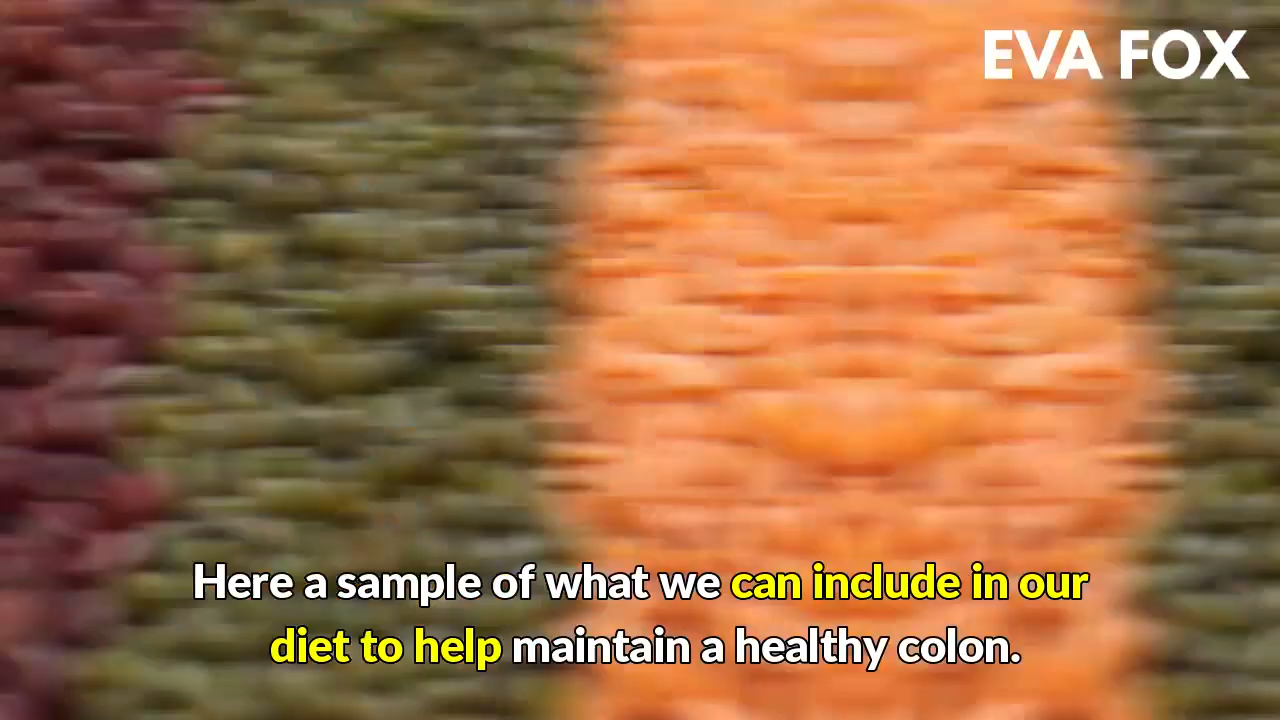 EVA FOX
Here a sample of what we can include in our
diet to help maintain a healthy colon.